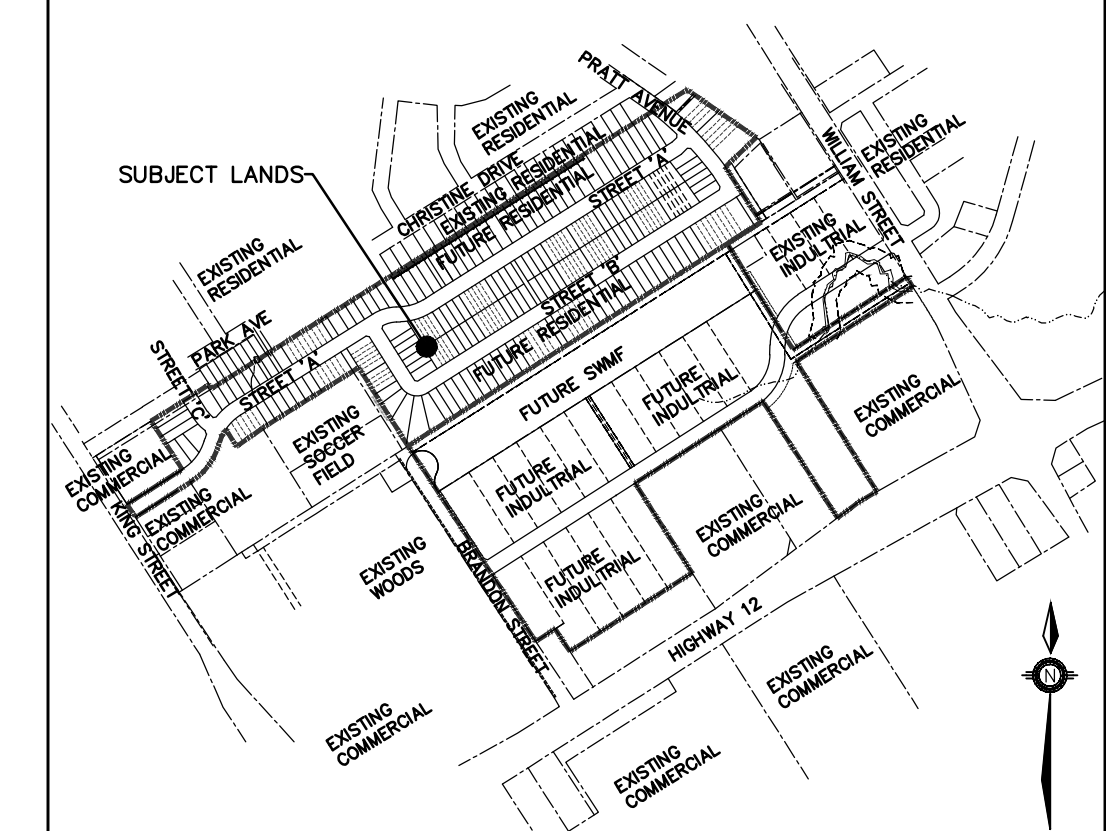 PRATT AVENUE
EXISTING
RESIDENTIAL
WILLIAM STREET
EXISTING
RESIDENTIAL
SUBJECT LANDS
CHRISTINE DRIVE
EXISTING RESIDENTIAL
FUTURE RESIDENTIAL
STREET 'A'
EXISTING
RESIDENTIAL
EXISTING
INDULTRIAL
STREET 'B'
FUTURE RESIDENTIAL
PARK AVE
STREET 'C'
STREET 'A'
FUTURE SWMF
FUTURE
INDULTRIAL
EXISTING
COMMERCIAL
EXISTING
SOCCER
FIELD
EXISTING
COMMERCIAL
EXISTING
COMMERCIAL
KING STREET
FUTURE
INDULTRIAL
EXISTING
COMMERCIAL
EXISTING
WOODS
BRANDON STREET
FUTURE
INDULTRIAL
HIGHWAY 12
EXISTING
COMMERCIAL
N
EXISTING
COMMERCIAL
EXISTING
COMMERCIAL